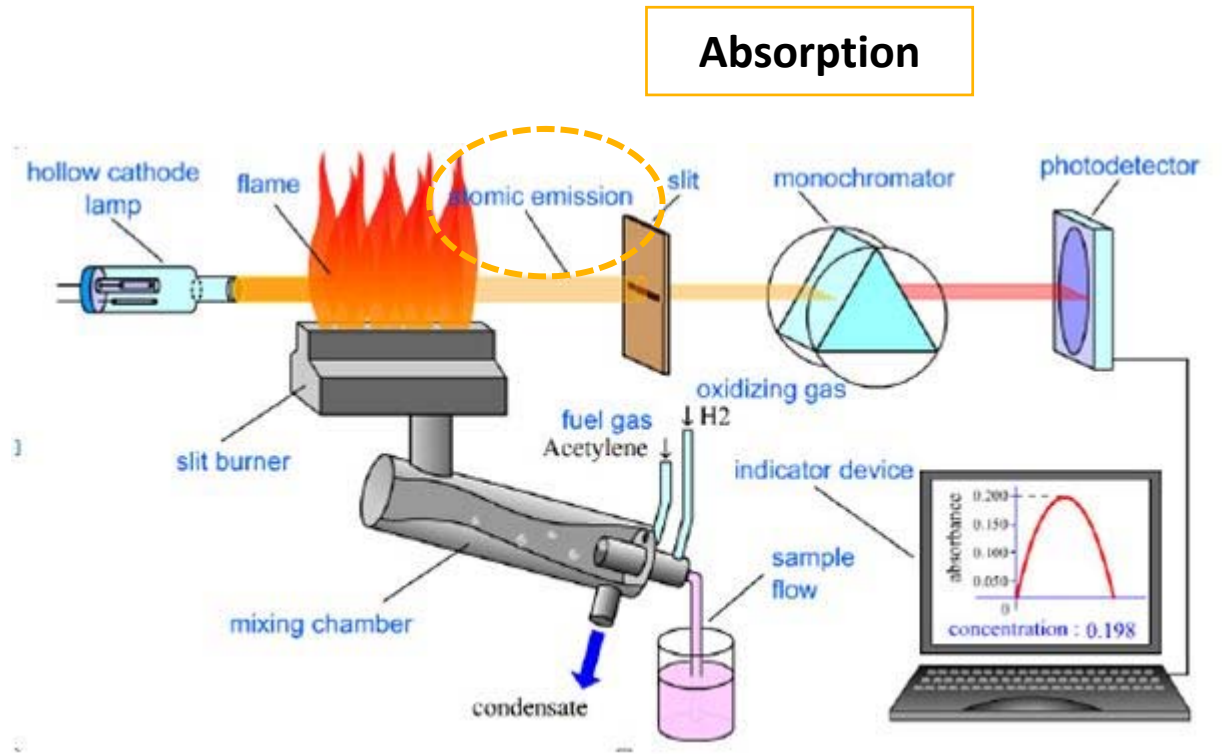 Absorption
hollow cathode
lamp
flame
atomic emission
slit
monochromator
photodetector
oxidizing gas
↓ H2
fuel gas
Acetylene ↓
slit burner
indicator device
absorbance
0.200
0.150
0.100
0.050
0
concentration : 0.198
sample
flow
mixing chamber
condensate